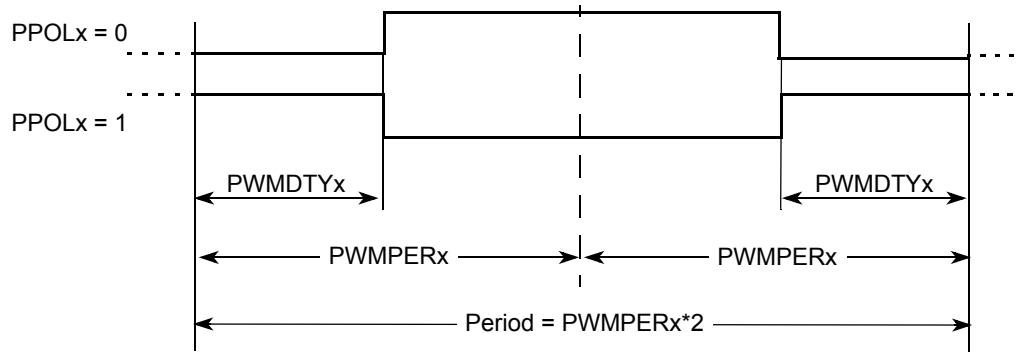 PPOLx = 0
PPOLx = 1
PWMDTYx
PWMDTYx
PWMPERx
PWMPERx
Period = PWMPERx*2